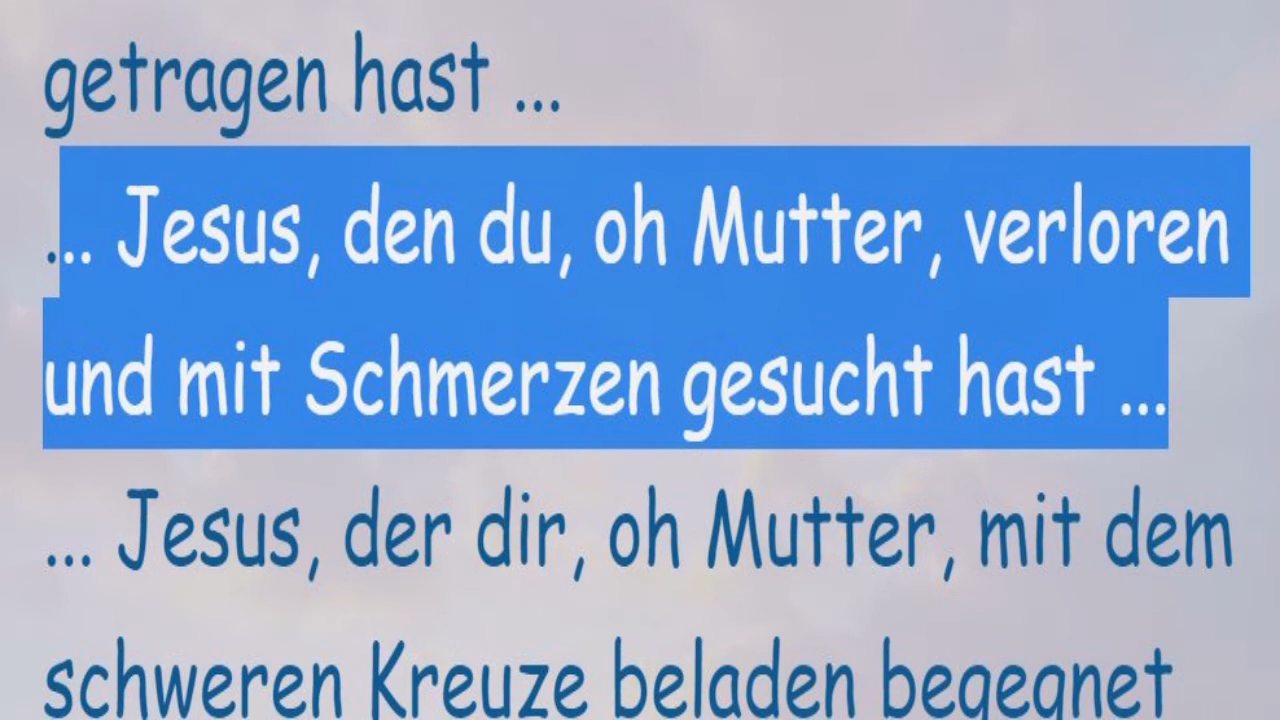 getragen hast ...
... Jesus, den du, oh Mutter, verloren
und mit Schmerzen gesucht hast ...
... Jesus, der dir, oh Mutter, mit dem
schweren Kreuze beladen begegnet